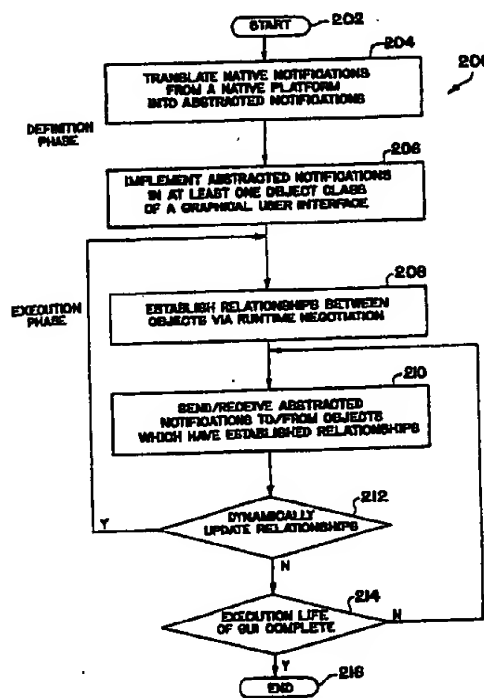 START
202
204
TRANSLATE NATIVE NOTIFICATIONS
FROM A NATIVE PLATFORM
INTO ABSTRACTED NOTIFICATIONS
200
DEFINITION
PHASE
206
IMPLEMENT ABSTRACTED NOTIFICATIONS
IN AT LEAST ONE OBJECT CLASS
OF A GRAPHICAL USER INTERFACE
EXECUTION
PHASE
208
ESTABLISH RELATIONSHIPS BETWEEN
OBJECTS VIA RUNTIME NEGOTIATION
210
SEND/RECEIVE ABSTRACTED
NOTIFICATIONS TO/FROM OBJECTS
WHICH HAVE ESTABLISHED RELATIONSHIPS
212
DYNAMICALLY
UPDATE RELATIONSHIPS
Y
N
214
EXECUTION LIFE
OF GUI COMPLETE
N
Y
END
216